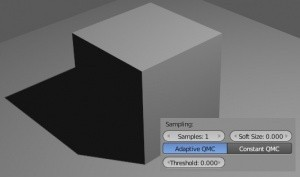 Sampling:
Samples: 1 Soft Size: 0.000
Adaptive QMC Constant QMC
Threshold: 0.000